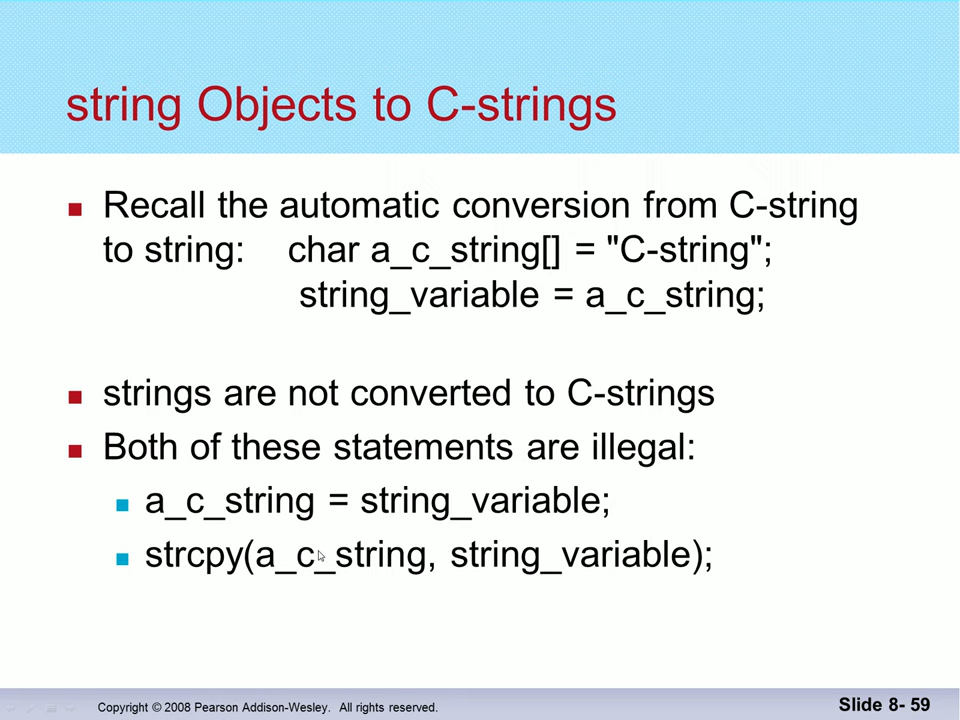 string Objects to C-strings
Recall the automatic conversion from C-string
to string: char a_c_string[] = "C-string";
string_variable = a_c_string;
strings are not converted to C-strings
Both of these statements are illegal:
a_c_string = string_variable;
strcpy(a_c_string, string_variable);
Copyright © 2008 Pearson Addison-Wesley. All rights reserved.
Slide 8- 59